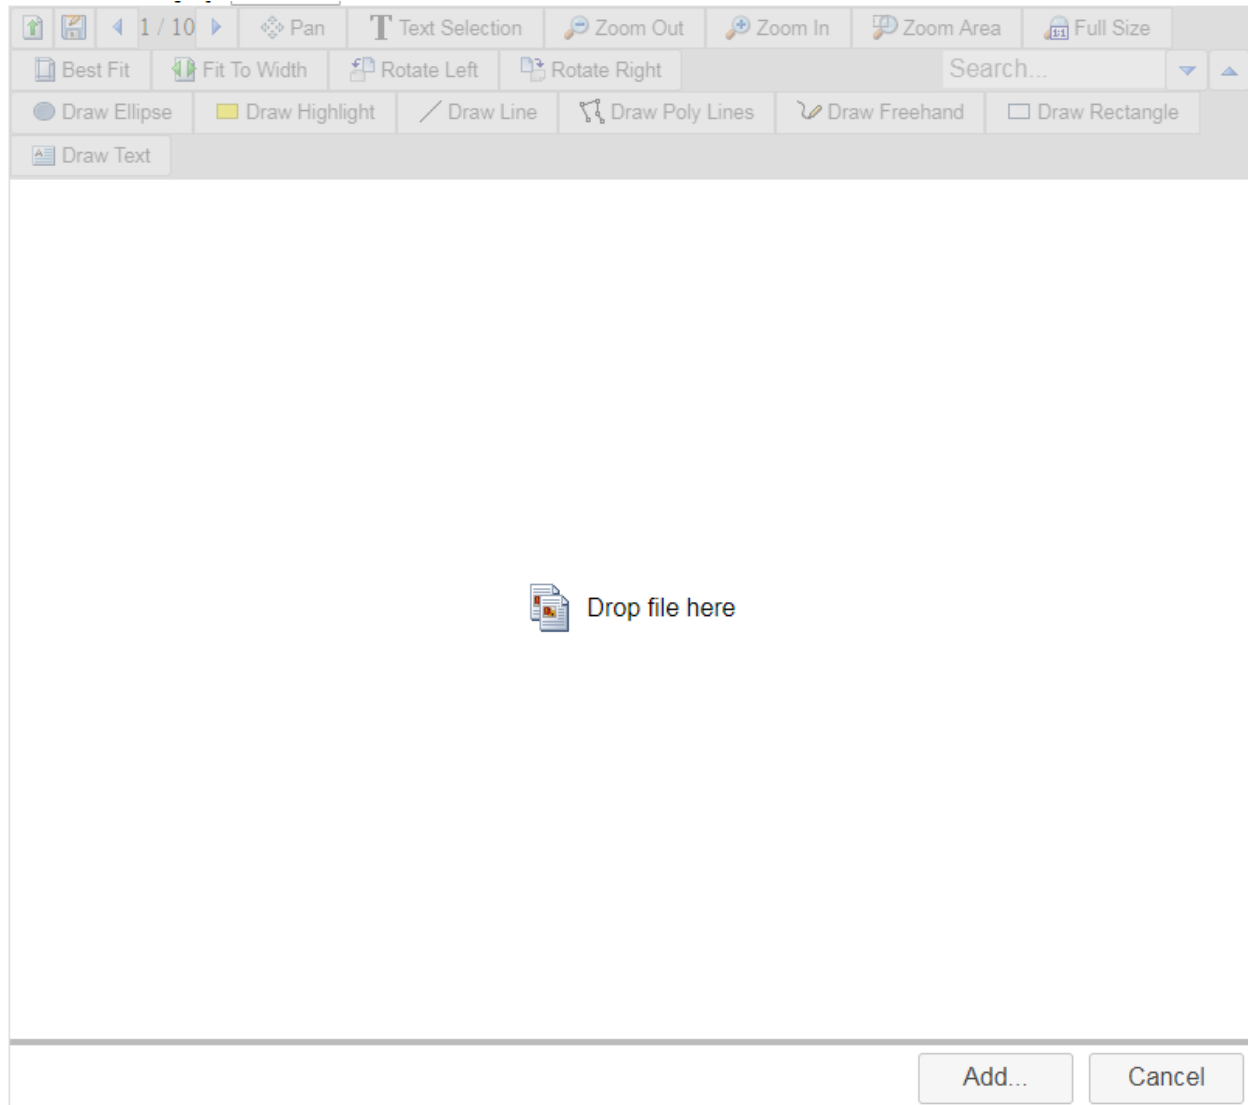 1 / 10 Pan Text Selection Zoom Out Zoom In Zoom Area Full Size
Best Fit Fit To Width Rotate Left Rotate Right Search...
Draw Ellipse Draw Highlight Draw Line Draw Poly Lines Draw Freehand Draw Rectangle
Draw Text
Drop file here
Add... Cancel